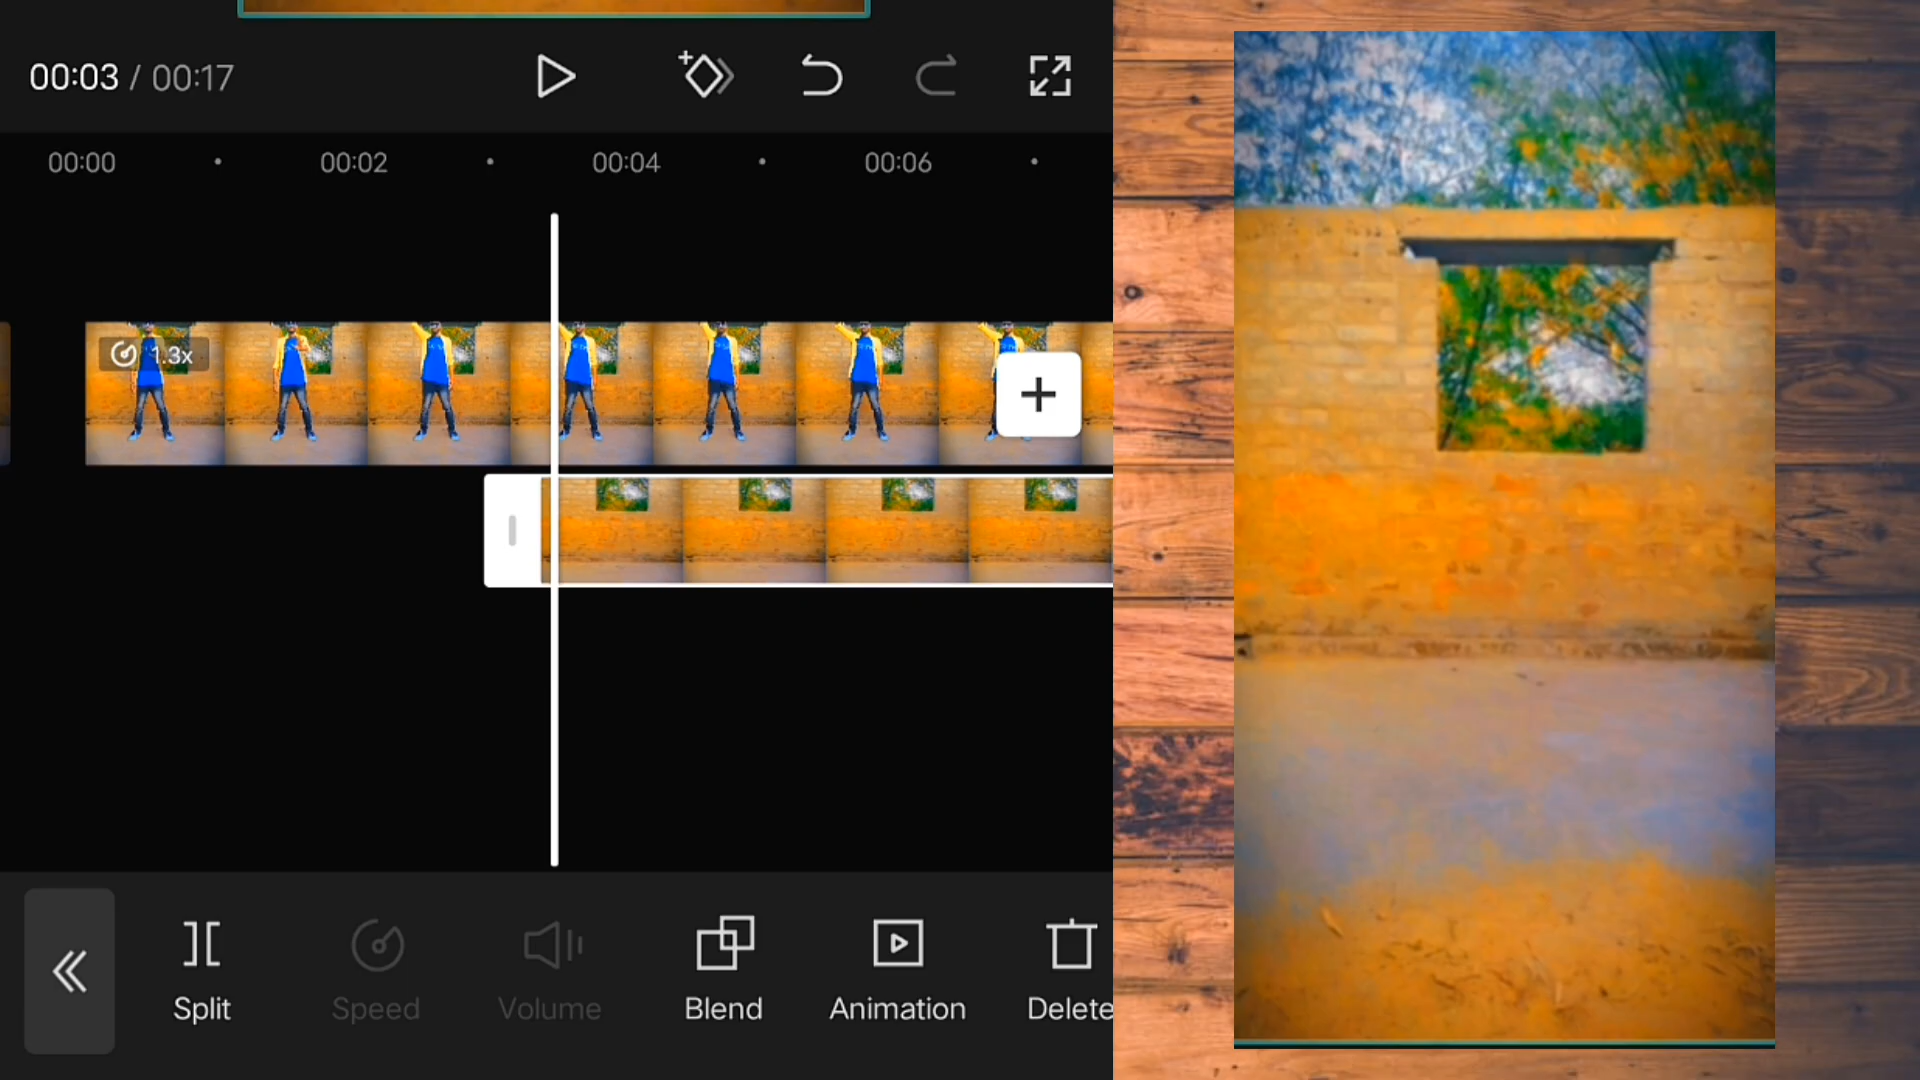 00:03 / 00:17
00:00 00:02 00:04 00:06
1.3x
Split Speed Volume Blend Animation Delete